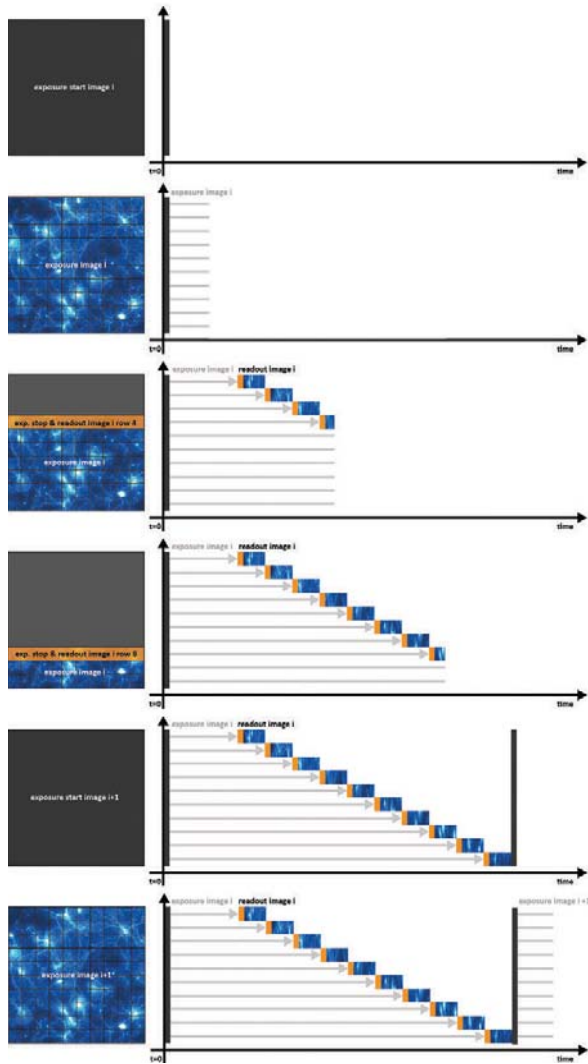 exposure start image i
t=0
time
exposure image i
exposure image i
t=0
time
exposure image i readout image i
exp. stop & readout image i row 4
exposure image i
t=0
time
exposure image i readout image i
exp. stop & readout image i row 8
exposure image i
t=0
time
exposure image i readout image i
exposure start image i+1
t=0
time
exposure image i readout image i exposure image i+1
exposure image i+1
t=0
time